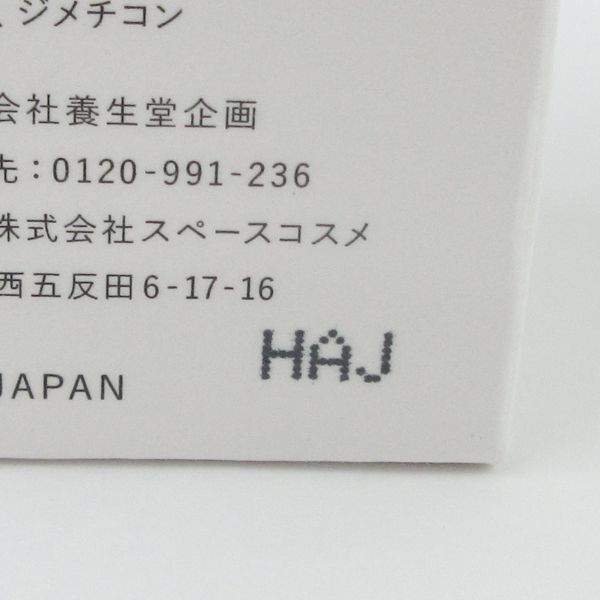 、ジメチコン
会社養生堂企画
先：0120-991-236
株式会社スペースコスメ
西五反田6-17-16
JAPAN
HAJ